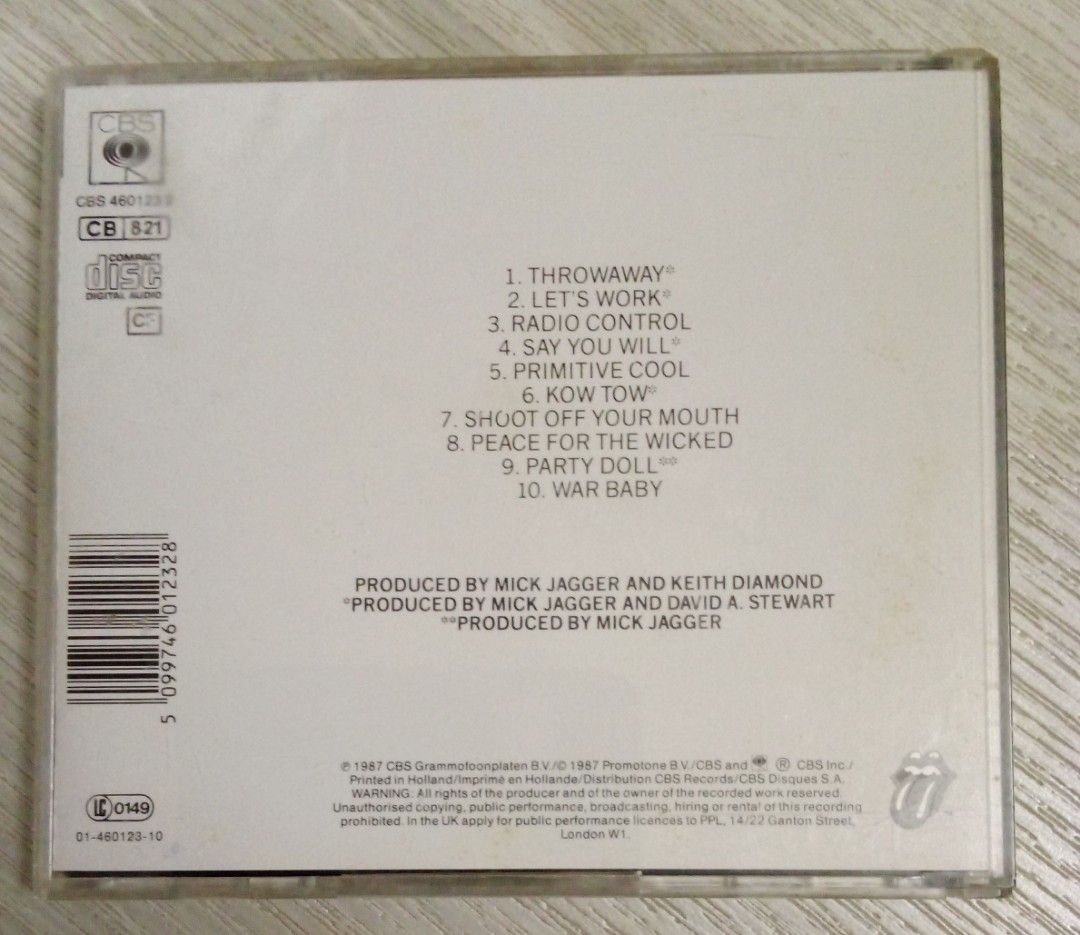 CBS
CBS 460123 2
CB 821
COMPACT
disc
DIGITAL AUDIO
1. THROWAWAY*
2. LET'S WORK*
3. RADIO CONTROL
4. SAY YOU WILL*
5. PRIMITIVE COOL
6. KOW TOW*
7. SHOOT OFF YOUR MOUTH
8. PEACE FOR THE WICKED
9. PARTY DOLL**
10. WAR BABY
PRODUCED BY MICK JAGGER AND KEITH DIAMOND
*PRODUCED BY MICK JAGGER AND DAVID A. STEWART
**PRODUCED BY MICK JAGGER
5 099746 012328
℗ 1987 CBS Grammofoonplaten B.V./© 1987 Promotone B.V./CBS and ® CBS Inc./
Printed in Holland/Imprimé en Hollande/Distribution CBS Records/CBS Disques S.A.
WARNING: All rights of the producer and of the owner of the recorded work reserved.
Unauthorised copying, public performance, broadcasting, hiring or rental of this recording
prohibited. In the UK apply for public performance licences to PPL, 14/22 Ganton Street,
London W1.
LC 0149
01-460123-10